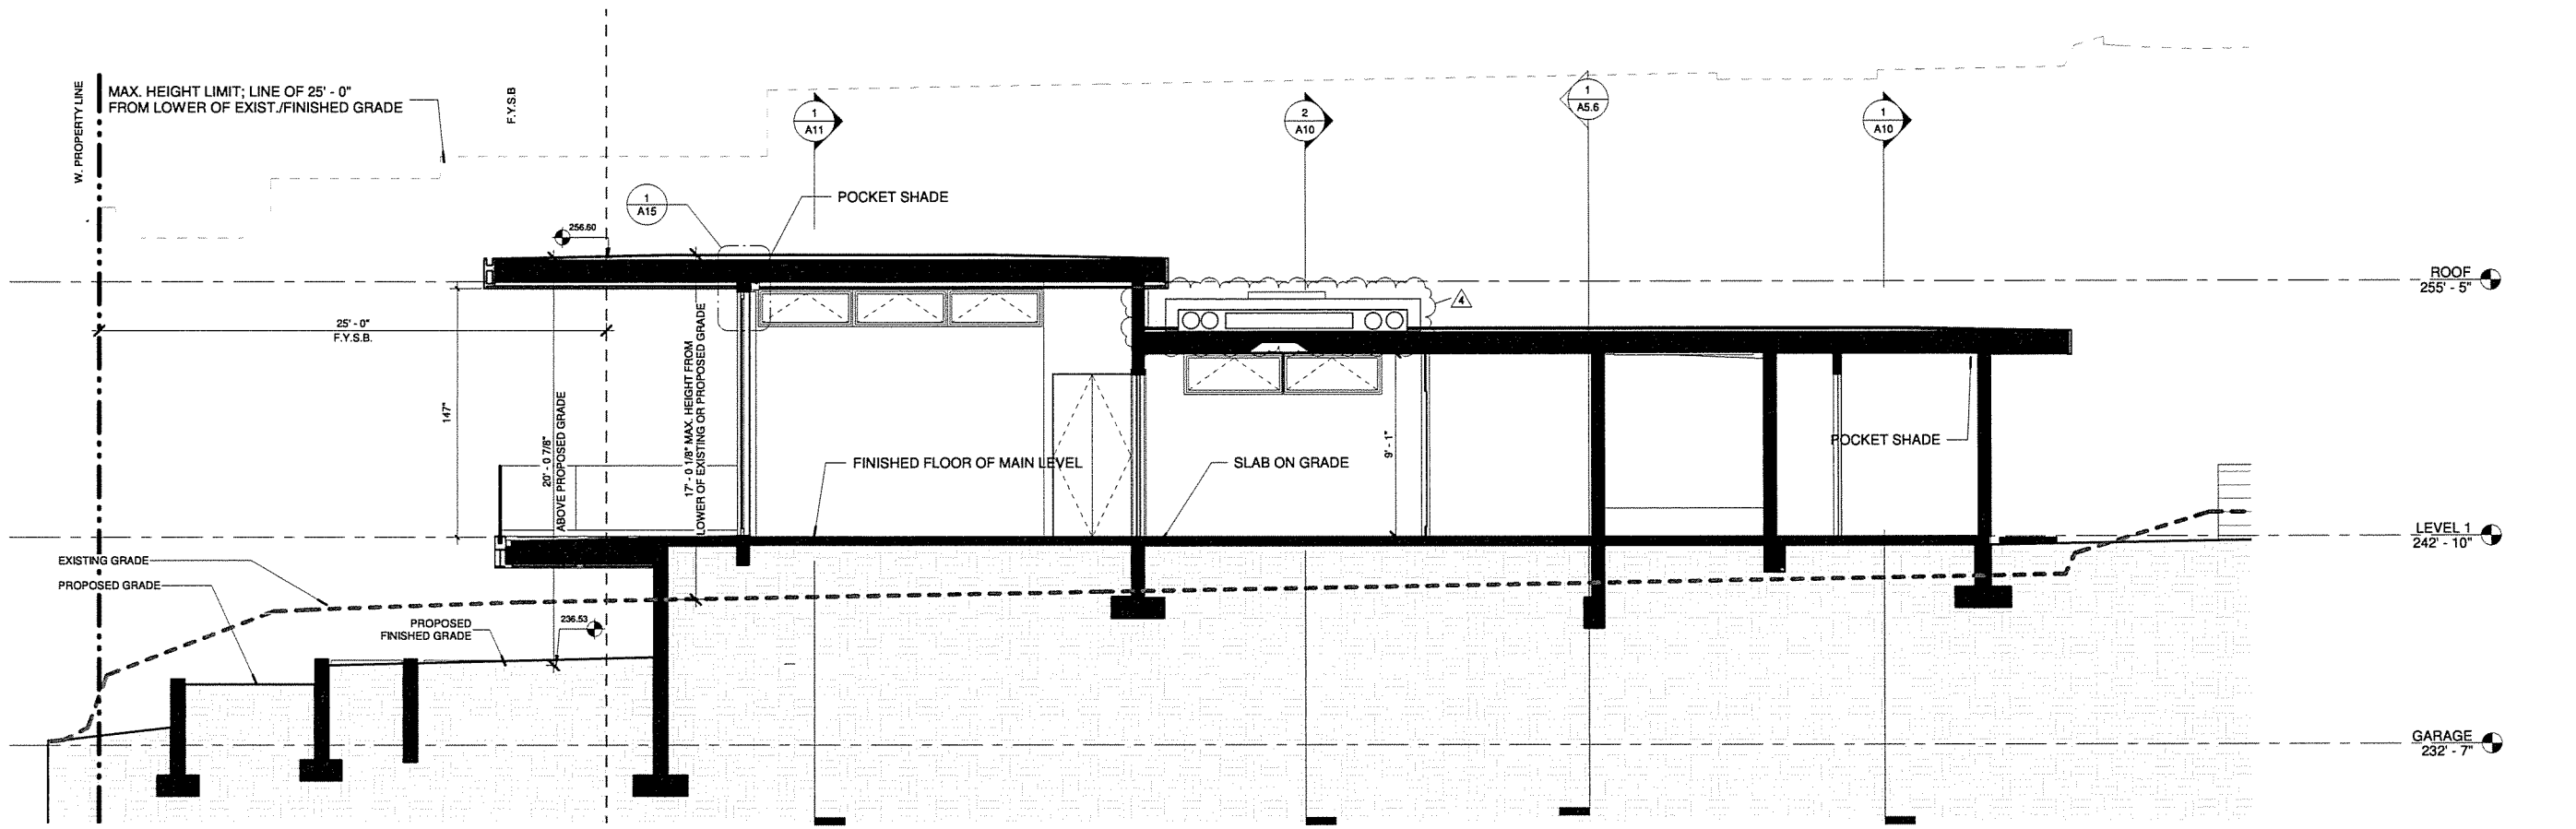 W. PROPERTY LINE
MAX. HEIGHT LIMIT; LINE OF 25' - 0"
FROM LOWER OF EXIST./FINISHED GRADE
F.Y.S.B
1
A11
2
A10
1
A5.6
1
A10
1
A15
POCKET SHADE
256.60
ROOF
255' - 5"
4
25' - 0"
F.Y.S.B.
147"
20' - 0 7/8"
ABOVE PROPOSED GRADE
17' - 0 1/8" MAX. HEIGHT FROM
LOWER OF EXISTING OR PROPOSED GRADE
9' - 1"
POCKET SHADE
FINISHED FLOOR OF MAIN LEVEL
SLAB ON GRADE
LEVEL 1
242' - 10"
EXISTING GRADE
PROPOSED GRADE
PROPOSED
FINISHED GRADE
236.53
GARAGE
232' - 7"